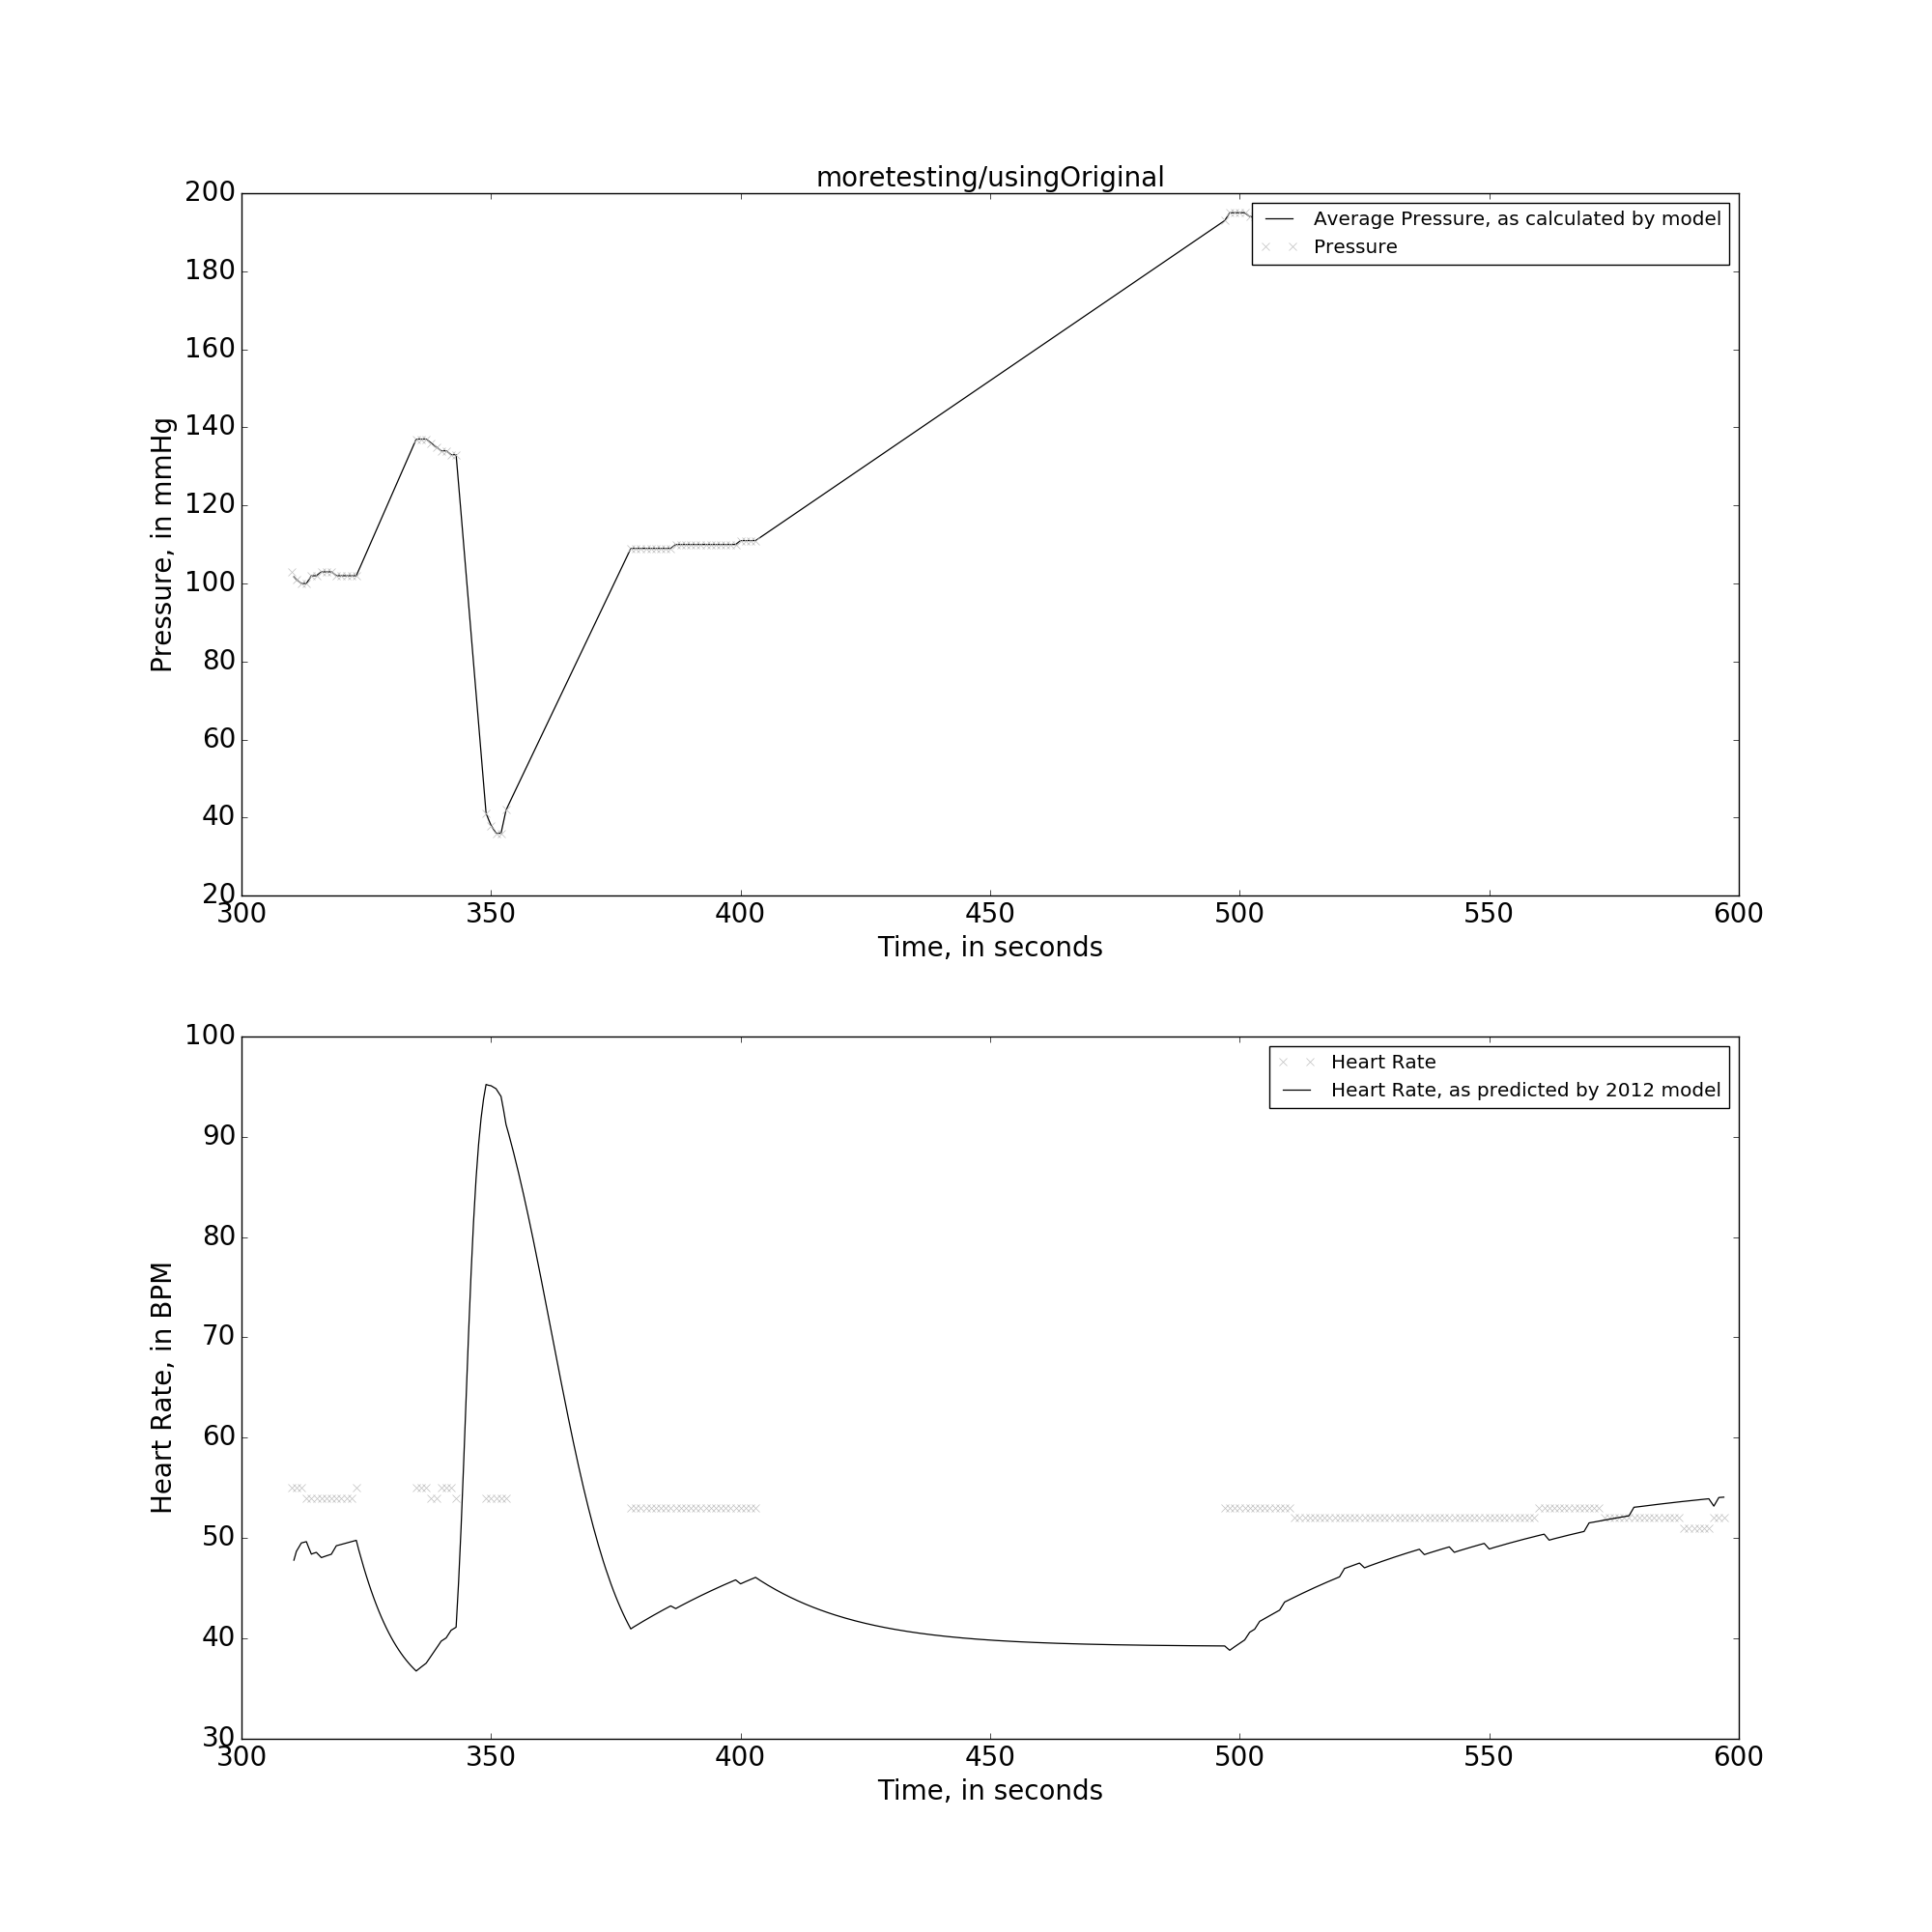 moretesting/usingOriginal
200
180
160
140
120
100
80
60
40
20
Pressure, in mmHg
Average Pressure, as calculated by model
Pressure
300 350 400 450 500 550 600
Time, in seconds
100
90
80
70
60
50
40
30
Heart Rate, in BPM
Heart Rate
Heart Rate, as predicted by 2012 model
300 350 400 450 500 550 600
Time, in seconds